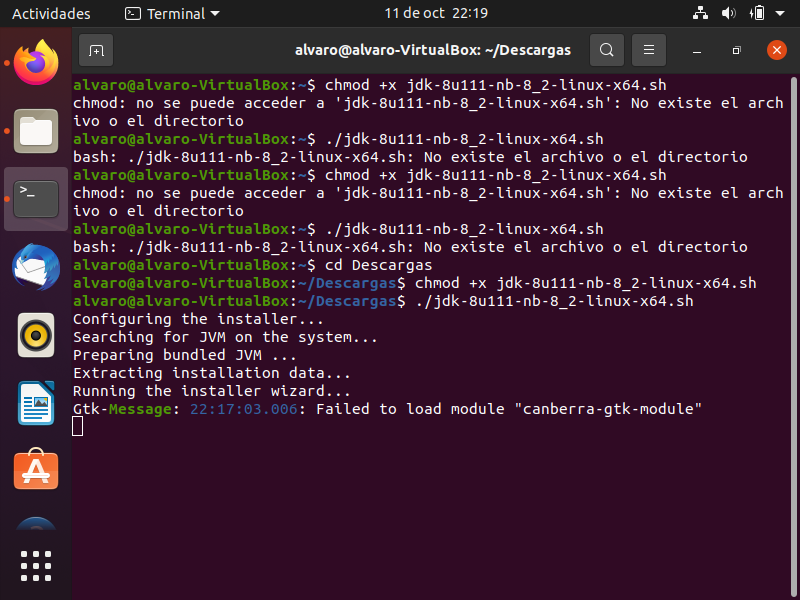 Actividades
Terminal
11 de oct 22:19
alvaro@alvaro-VirtualBox: ~/Descargas
alvaro@alvaro-VirtualBox:~$ chmod +x jdk-8u111-nb-8_2-linux-x64.sh
chmod: no se puede acceder a 'jdk-8u111-nb-8_2-linux-x64.sh': No existe el arch
ivo o el directorio
alvaro@alvaro-VirtualBox:~$ ./jdk-8u111-nb-8_2-linux-x64.sh
bash: ./jdk-8u111-nb-8_2-linux-x64.sh: No existe el archivo o el directorio
alvaro@alvaro-VirtualBox:~$ chmod +x jdk-8u111-nb-8_2-linux-x64.sh
chmod: no se puede acceder a 'jdk-8u111-nb-8_2-linux-x64.sh': No existe el arch
ivo o el directorio
alvaro@alvaro-VirtualBox:~$ ./jdk-8u111-nb-8_2-linux-x64.sh
bash: ./jdk-8u111-nb-8_2-linux-x64.sh: No existe el archivo o el directorio
alvaro@alvaro-VirtualBox:~$ cd Descargas
alvaro@alvaro-VirtualBox:~/Descargas$ chmod +x jdk-8u111-nb-8_2-linux-x64.sh
alvaro@alvaro-VirtualBox:~/Descargas$ ./jdk-8u111-nb-8_2-linux-x64.sh
Configuring the installer...
Searching for JVM on the system...
Preparing bundled JVM ...
Extracting installation data...
Running the installer wizard...
Gtk-Message: 22:17:03.006: Failed to load module "canberra-gtk-module"